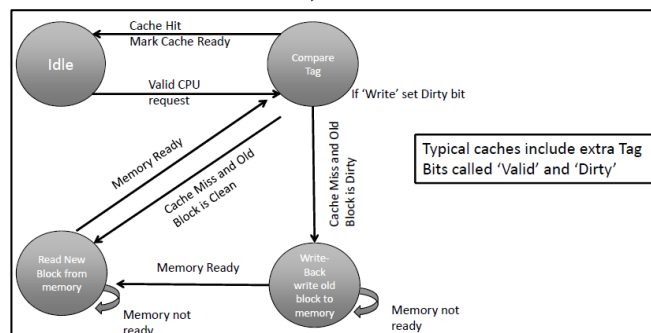 Cache Hit
Mark Cache Ready
Idle
Compare
Tag
Valid CPU
request
If 'Write' set Dirty bit
Typical caches include extra Tag
Bits called 'Valid' and 'Dirty'
Memory Ready
Cache Miss and Old
Block is Clean
Cache Miss and Old
Block is Dirty
Read New
Block from
memory
Memory Ready
Write-
Back
write old
block to
memory
Memory not
ready
Memory not
ready